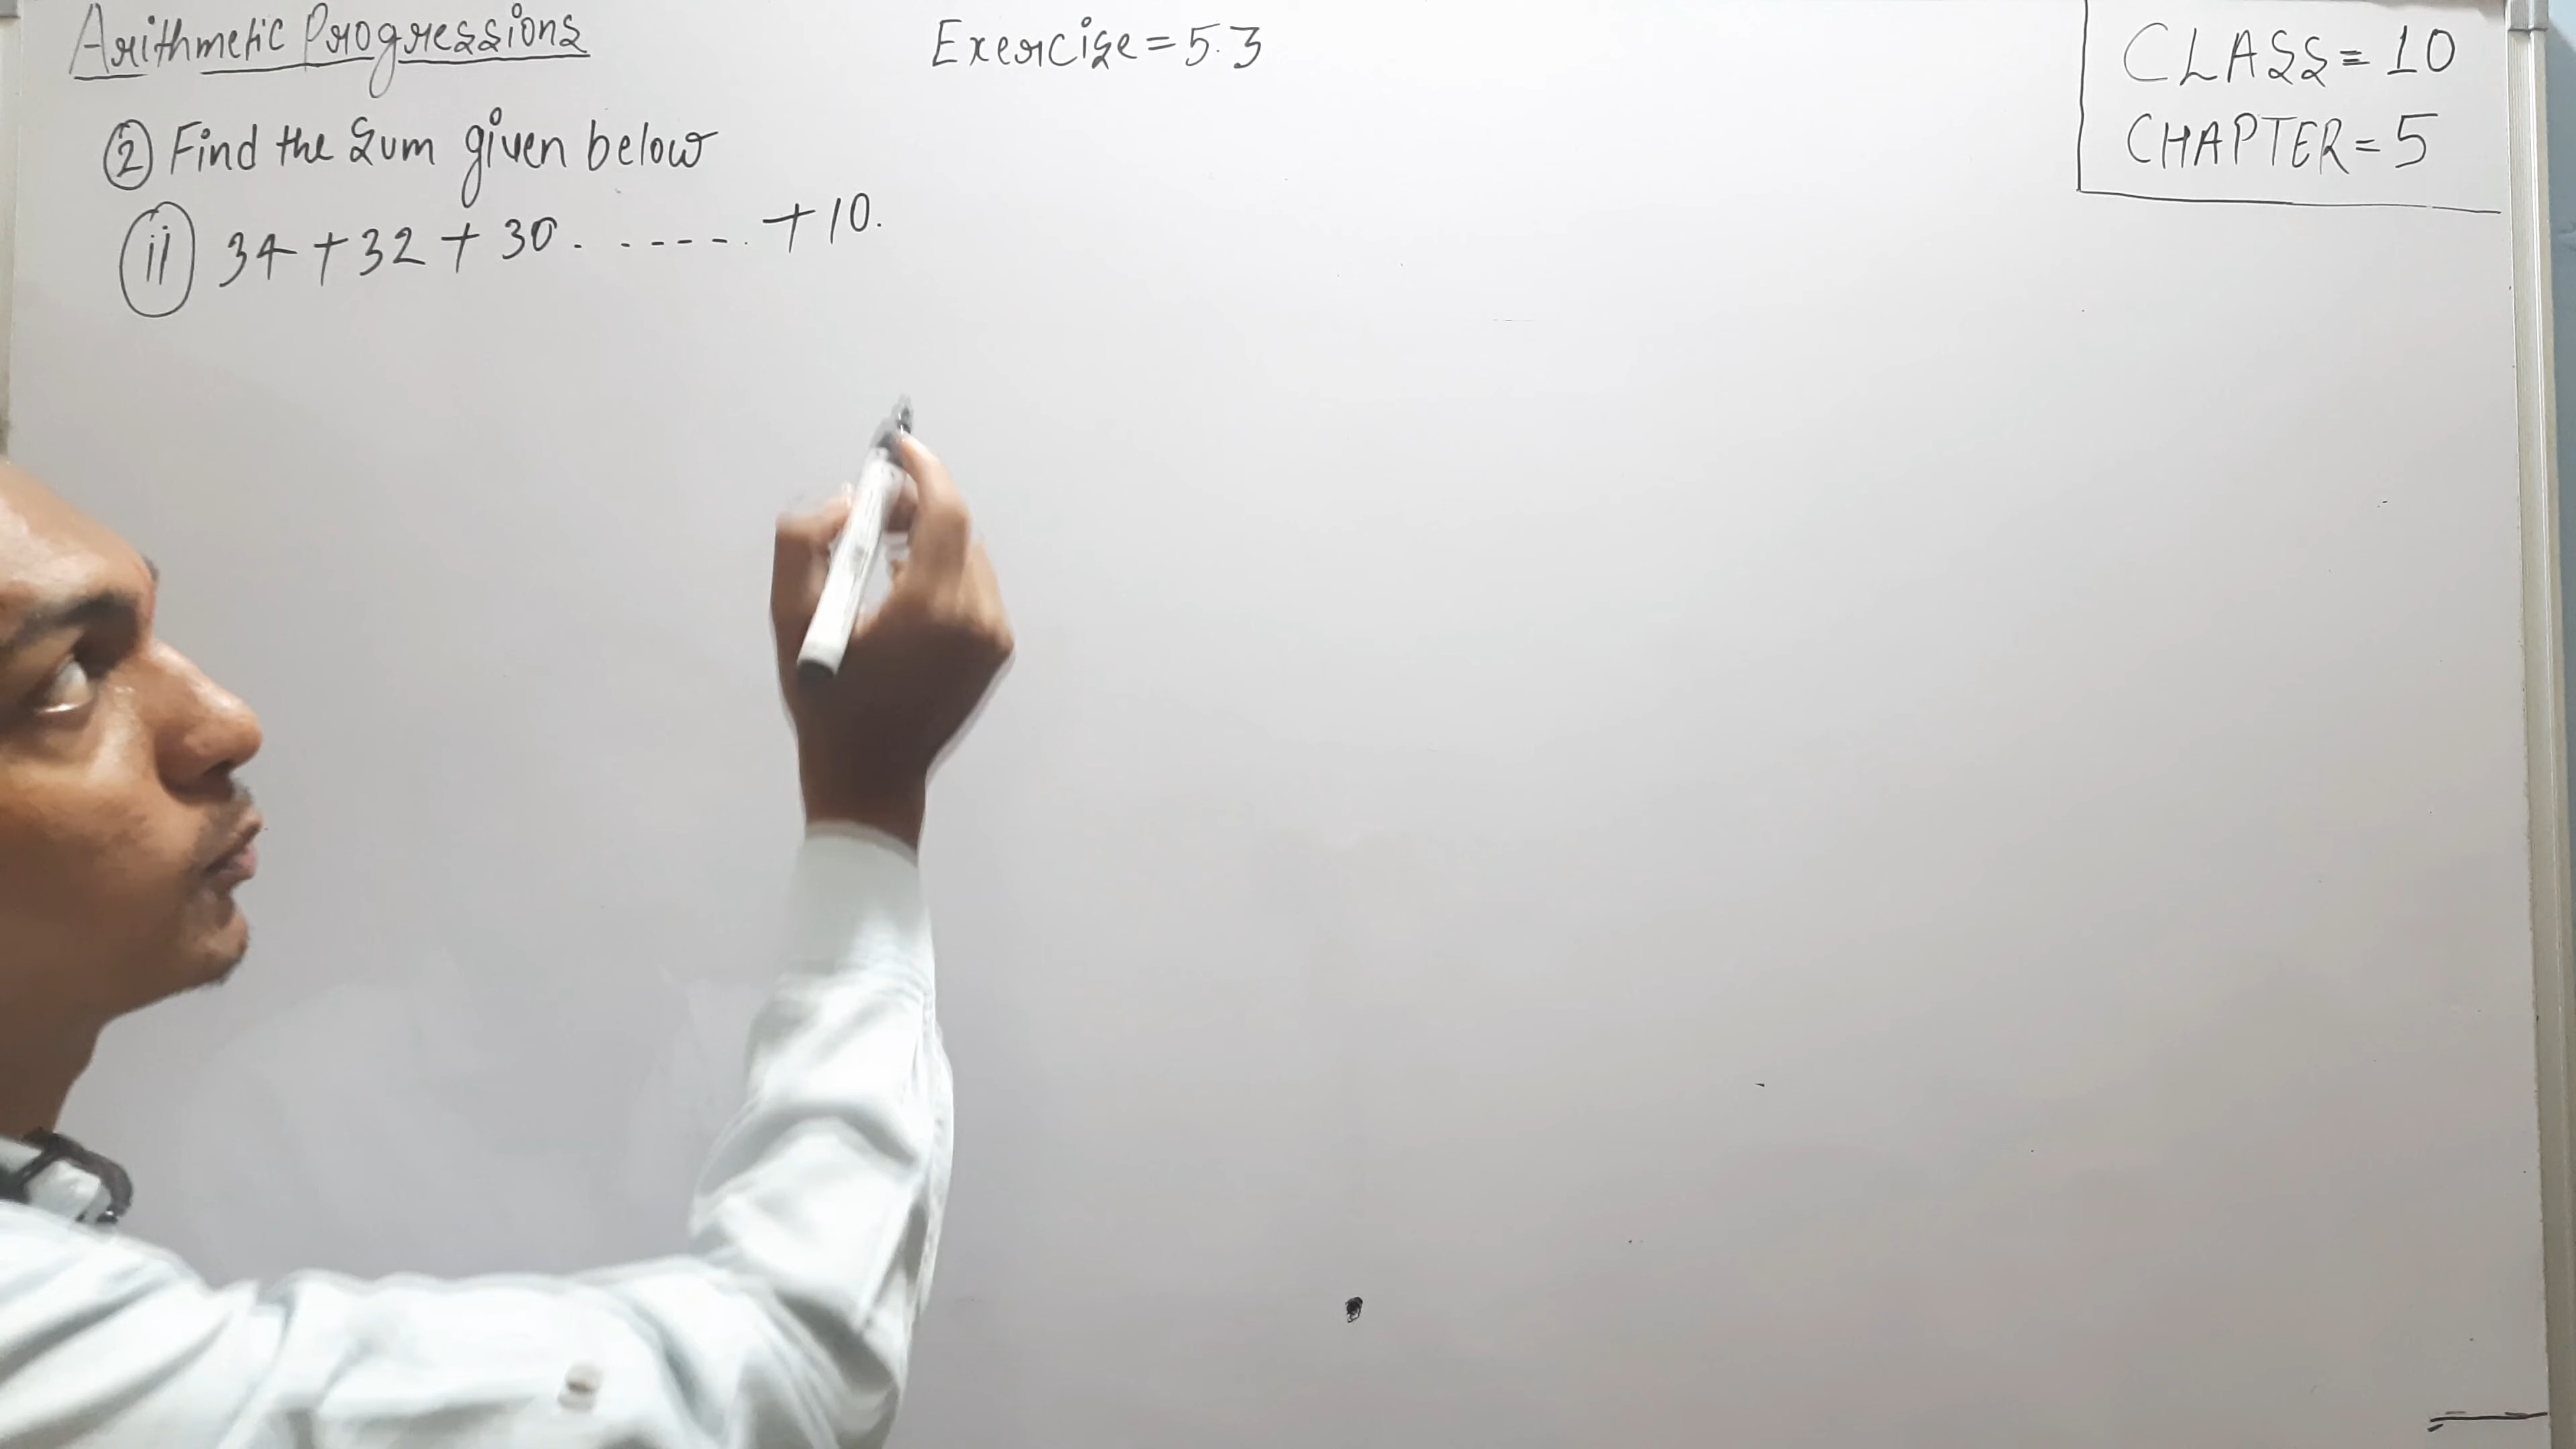 Arithmetic Progressions
Exercise = 5.3
CLASS = 10
CHAPTER = 5
② Find the sum given below
ii 34 + 32 + 30 . ----- . + 10.